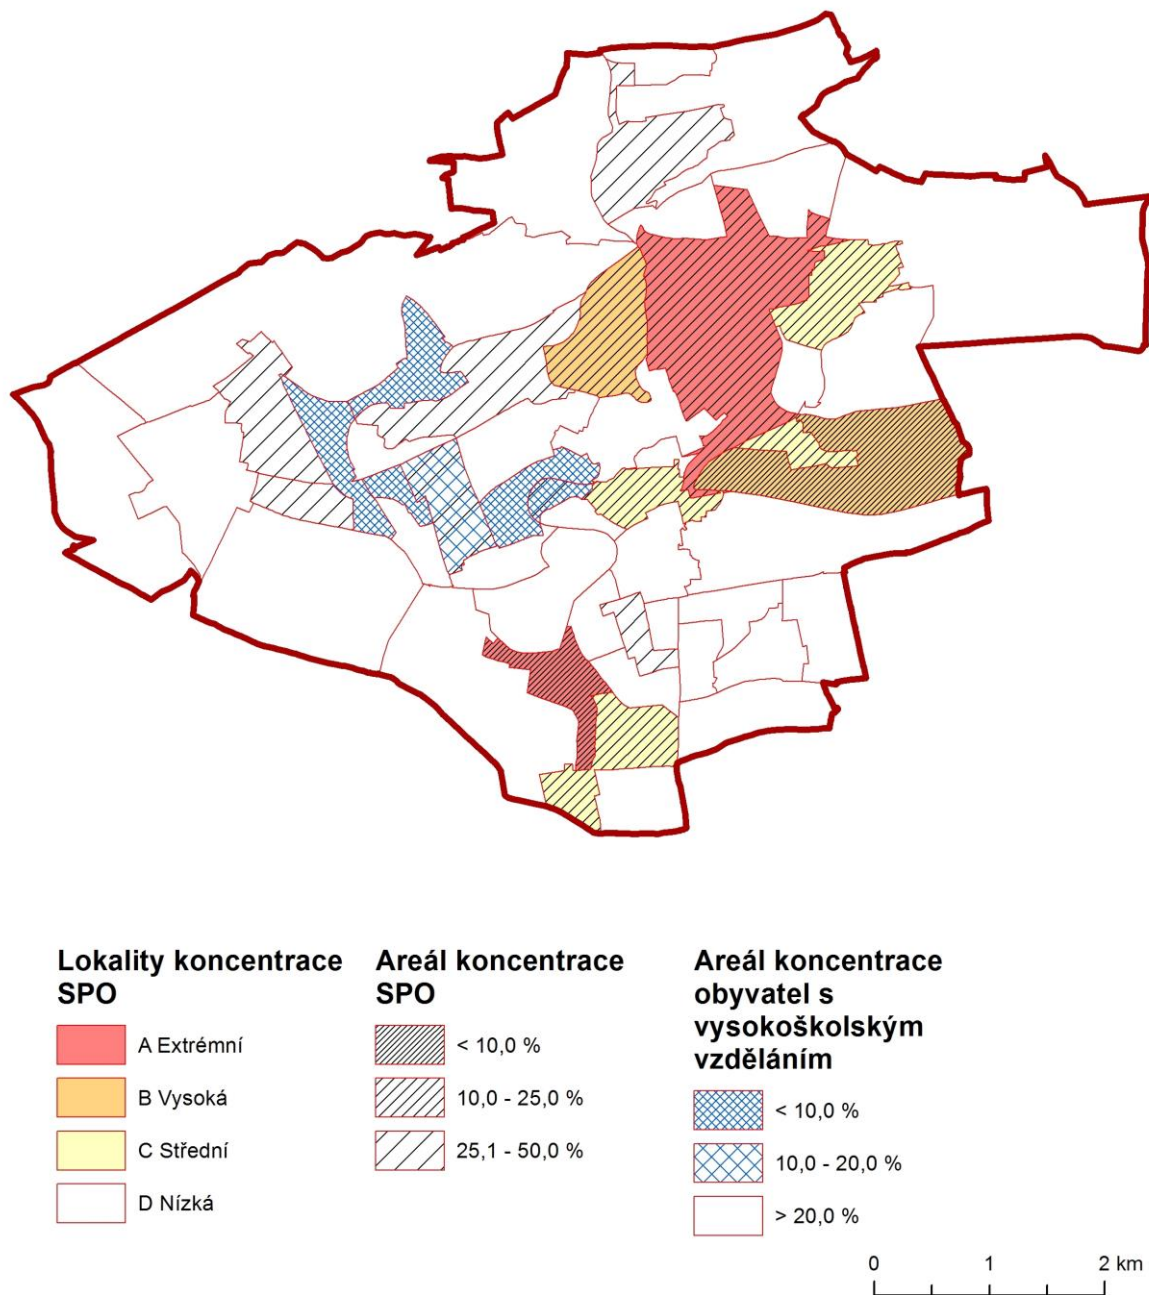 Lokality koncentrace
SPO
A Extrémní
B Vysoká
C Střední
D Nízká
Areál koncentrace
SPO
< 10,0 %
10,0 - 25,0 %
25,1 - 50,0 %
Areál koncentrace
obyvatel s
vysokoškolským
vzděláním
< 10,0 %
10,0 - 20,0 %
> 20,0 %
0 1 2 km